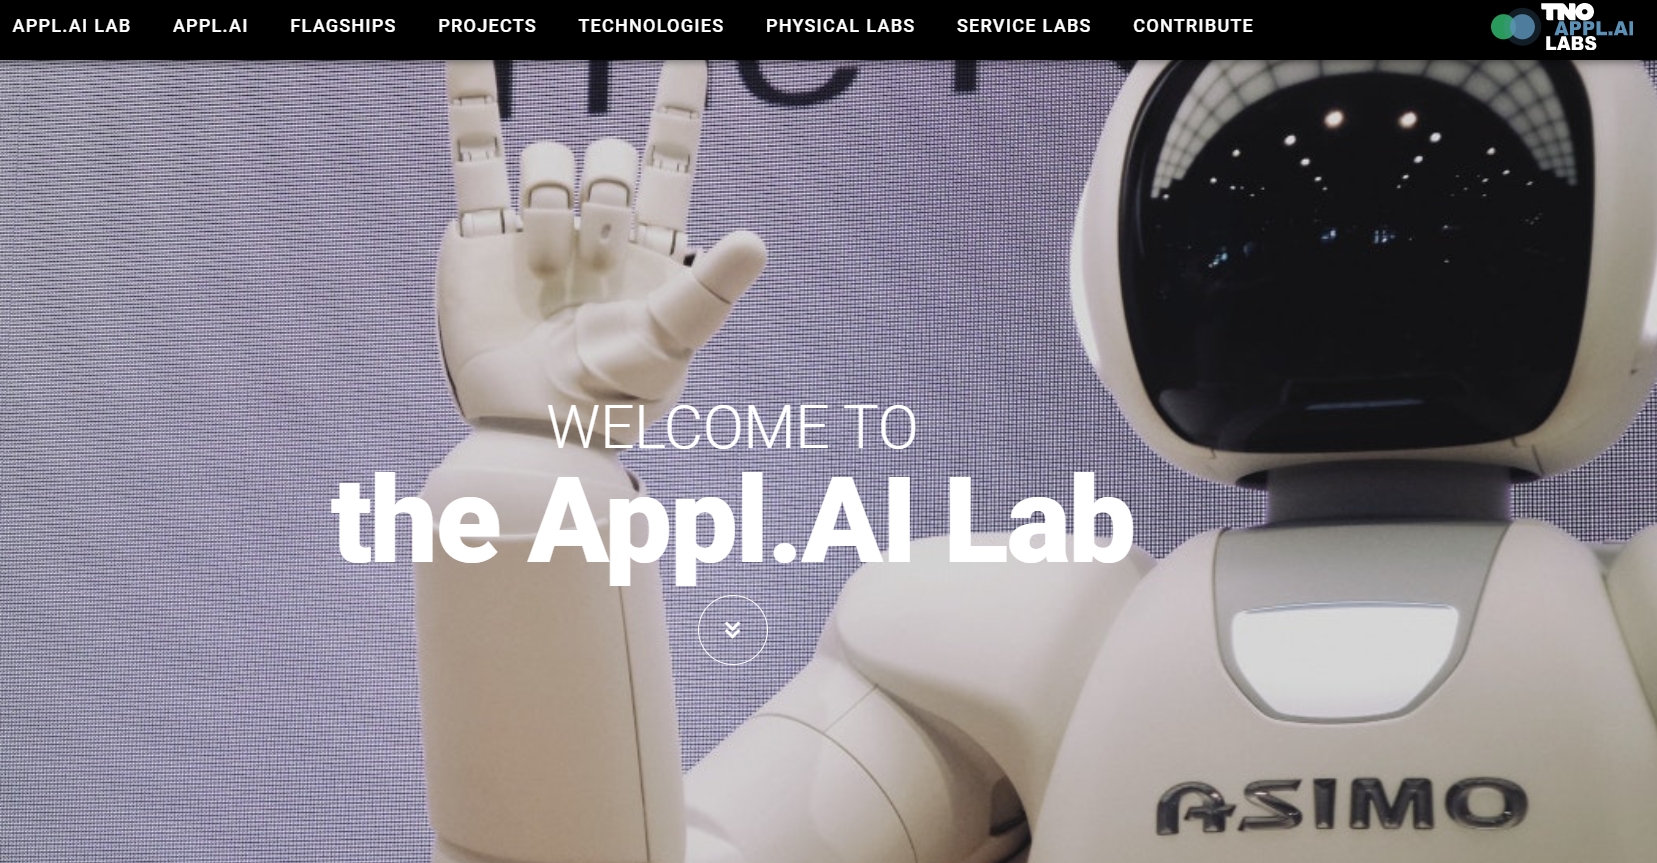 APPL.AI LAB
APPL.AI
FLAGSHIPS
PROJECTS
TECHNOLOGIES
PHYSICAL LABS
SERVICE LABS
CONTRIBUTE
TNO
APPL.AI
LABS
WELCOME TO
the Appl.AI Lab
ASIMO